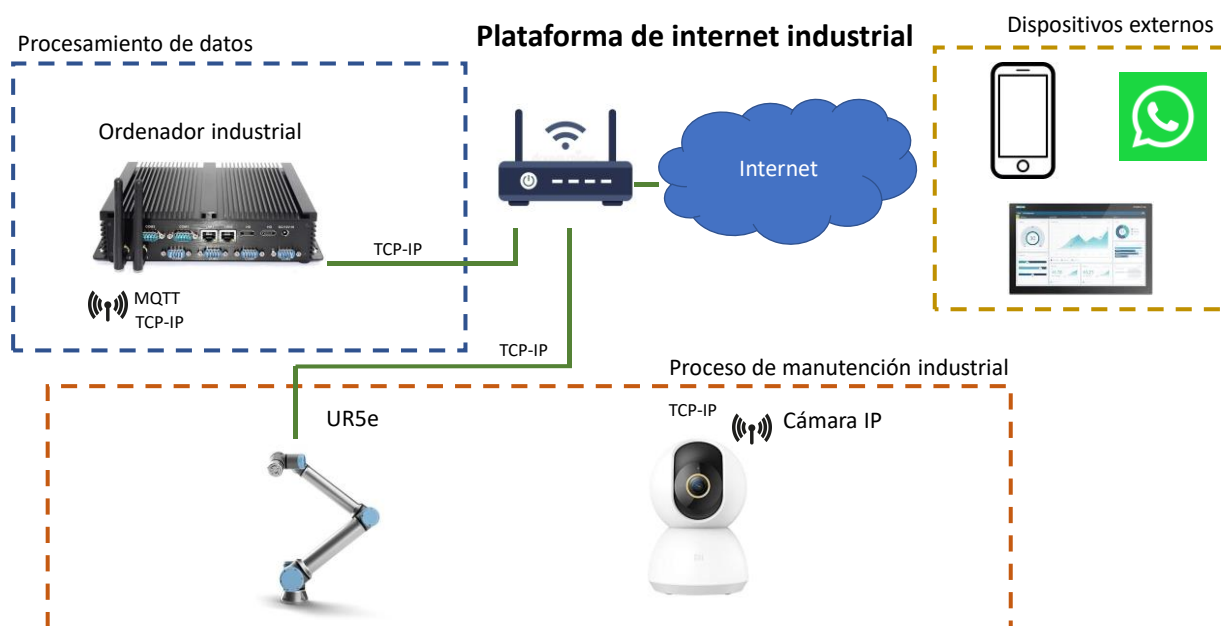 Procesamiento de datos
Plataforma de internet industrial
Dispositivos externos
Ordenador industrial
Internet
TCP-IP
MQTT
TCP-IP
TCP-IP
Proceso de manutención industrial
UR5e
TCP-IP
Cámara IP